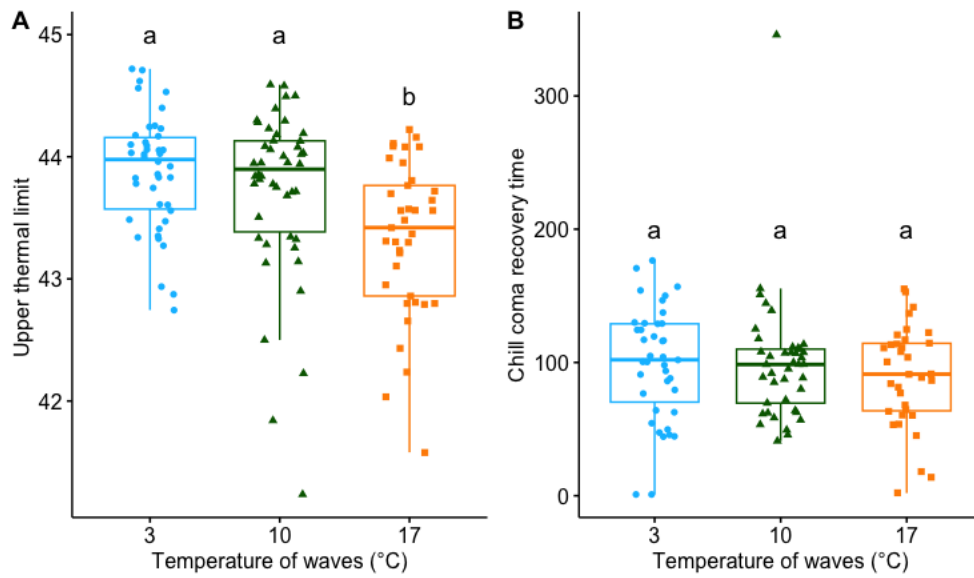 A
45
44
43
42
a
a
b
3
10
17
Upper thermal limit
Temperature of waves (°C)
B
300
200
100
0
a
a
a
3
10
17
Chill coma recovery time
Temperature of waves (°C)